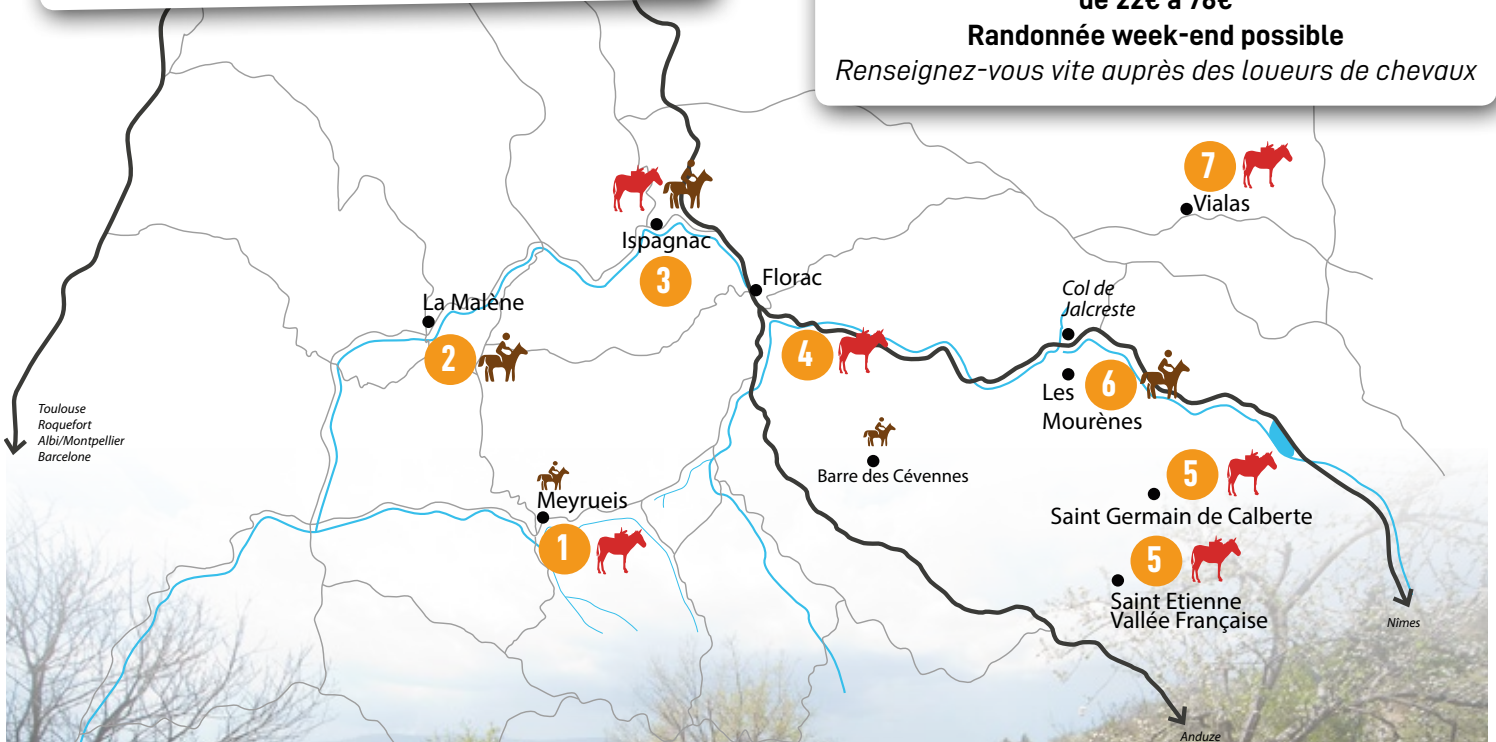 de 22€ à 78€
Randonnée week-end possible
Renseignez-vous vite auprès des loueurs de chevaux
7
Vialas
Ispagnac
3
Florac
Col de
Jalcreste
La Malène
2
4
6
Les
Mourènes
Toulouse
Roquefort
Albi/Montpellier
Barcelone
Barre des Cévennes
5
Saint Germain de Calberte
Meyrueis
1
5
Saint Etienne
Vallée Française
Nîmes
Anduze